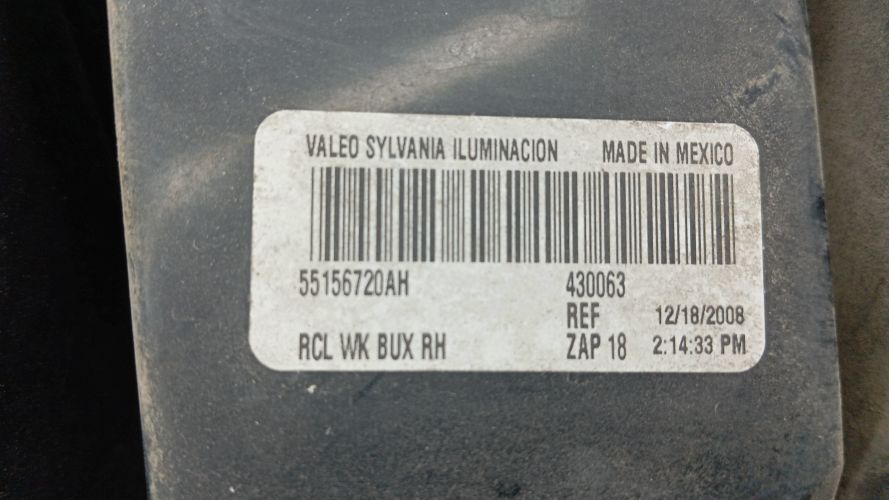 VALEO SYLVANIA ILUMINACION MADE IN MEXICO
55156720AH 430063
REF 12/18/2008
RCL WK BUX RH ZAP 18 2:14:33 PM